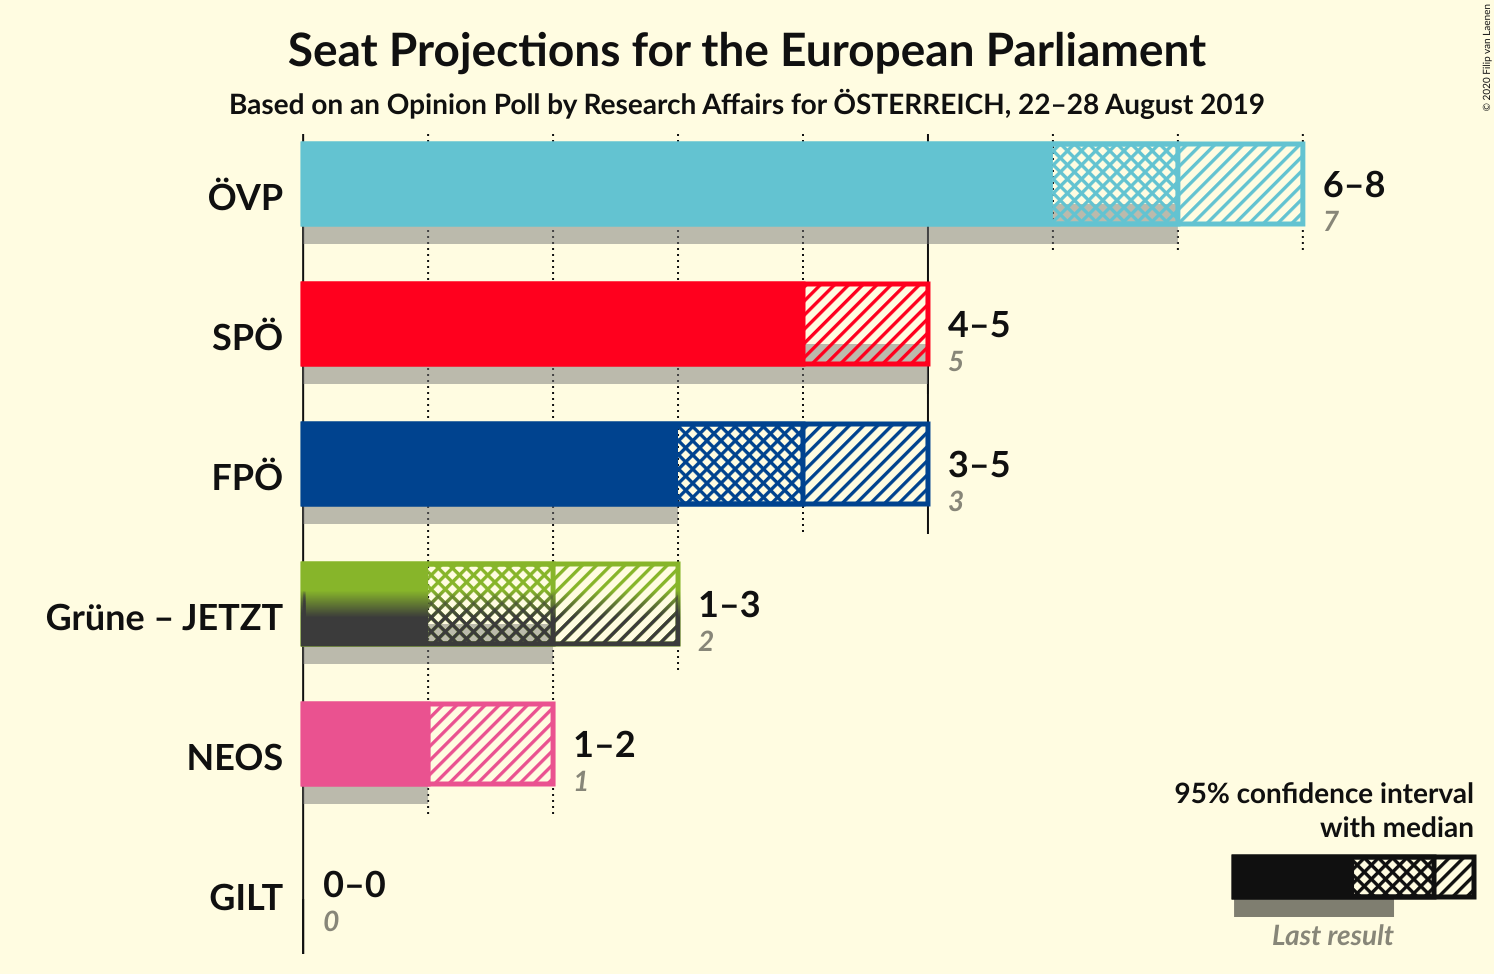 Seat Projections for the European Parliament
Based on an Opinion Poll by Research Affairs for ÖSTERREICH, 22–28 August 2019
© 2020 Filip van Laenen
ÖVP
6–8
7
SPÖ
4–5
5
FPÖ
3–5
3
Grüne – JETZT
1–3
2
NEOS
1–2
1
GILT
0–0
0
95% confidence interval
with median
Last result